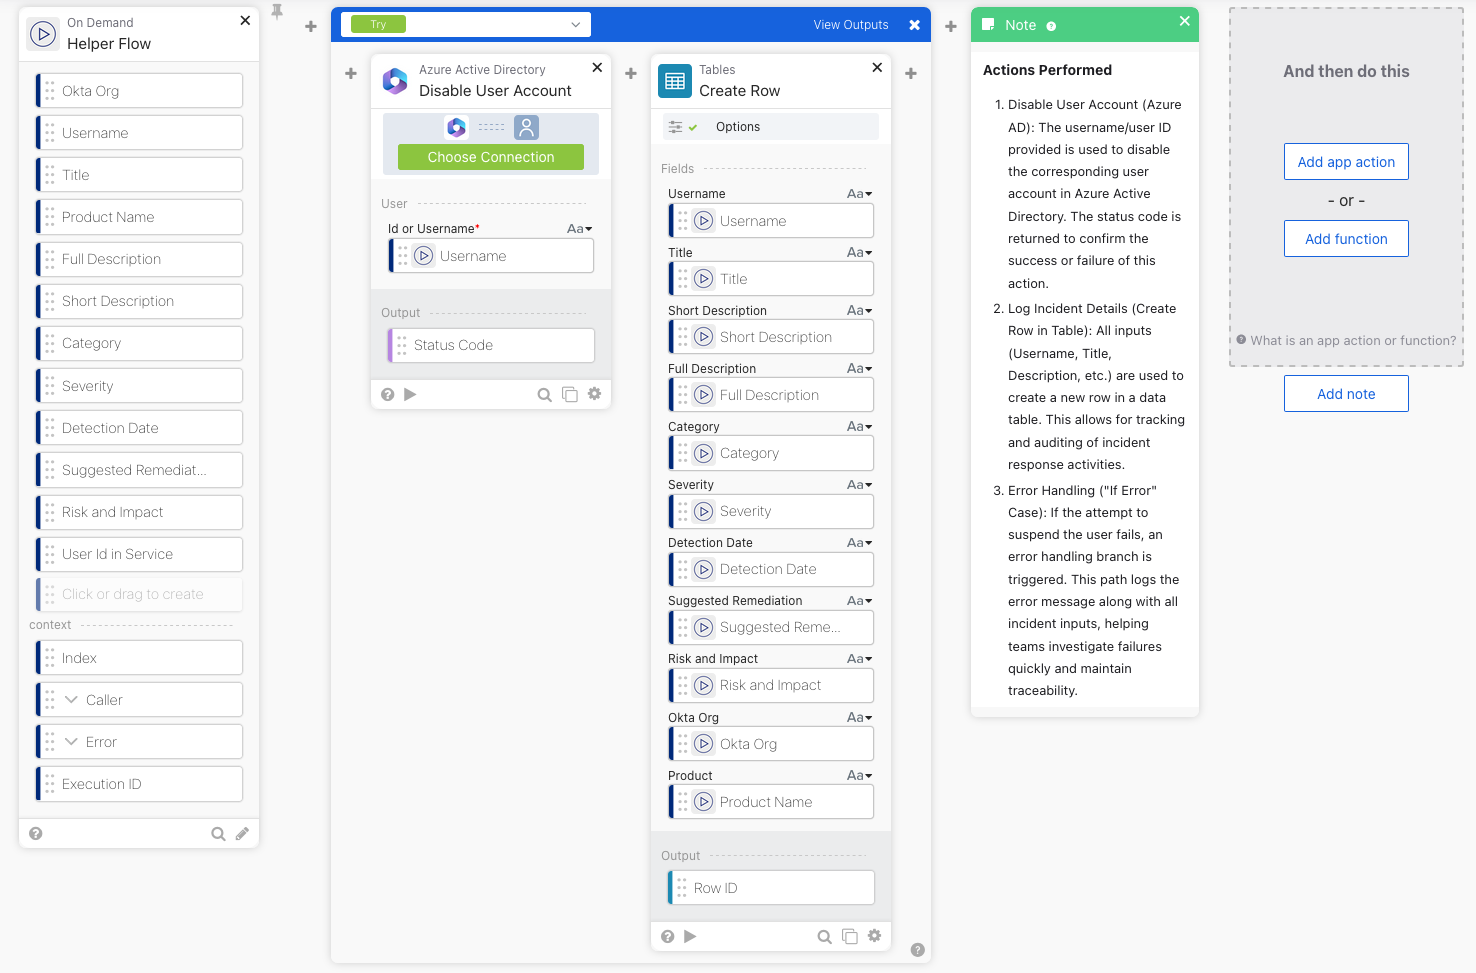 On Demand
Helper Flow
Okta Org
Username
Title
Product Name
Full Description
Short Description
Category
Severity
Detection Date
Suggested Remediat...
Risk and Impact
User Id in Service
Click or drag to create
context
Index
Caller
Error
Execution ID
Try
View Outputs
Azure Active Directory
Disable User Account
Choose Connection
User
Id or Username*
Aa
Username
Output
Status Code
Tables
Create Row
Options
Fields
Username
Aa
Username
Title
Aa
Title
Short Description
Aa
Short Description
Full Description
Aa
Full Description
Category
Aa
Category
Severity
Aa
Severity
Detection Date
Aa
Detection Date
Suggested Remediation
Aa
Suggested Reme...
Risk and Impact
Aa
Risk and Impact
Okta Org
Aa
Okta Org
Product
Aa
Product Name
Output
Row ID
Note
Actions Performed
1. Disable User Account (Azure
AD): The username/user ID
provided is used to disable
the corresponding user
account in Azure Active
Directory. The status code is
returned to confirm the
success or failure of this
action.
2. Log Incident Details (Create
Row in Table): All inputs
(Username, Title,
Description, etc.) are used to
create a new row in a data
table. This allows for tracking
and auditing of incident
response activities.
3. Error Handling ("If Error"
Case): If the attempt to
suspend the user fails, an
error handling branch is
triggered. This path logs the
error message along with all
incident inputs, helping
teams investigate failures
quickly and maintain
traceability.
And then do this
Add app action
- or -
Add function
What is an app action or function?
Add note